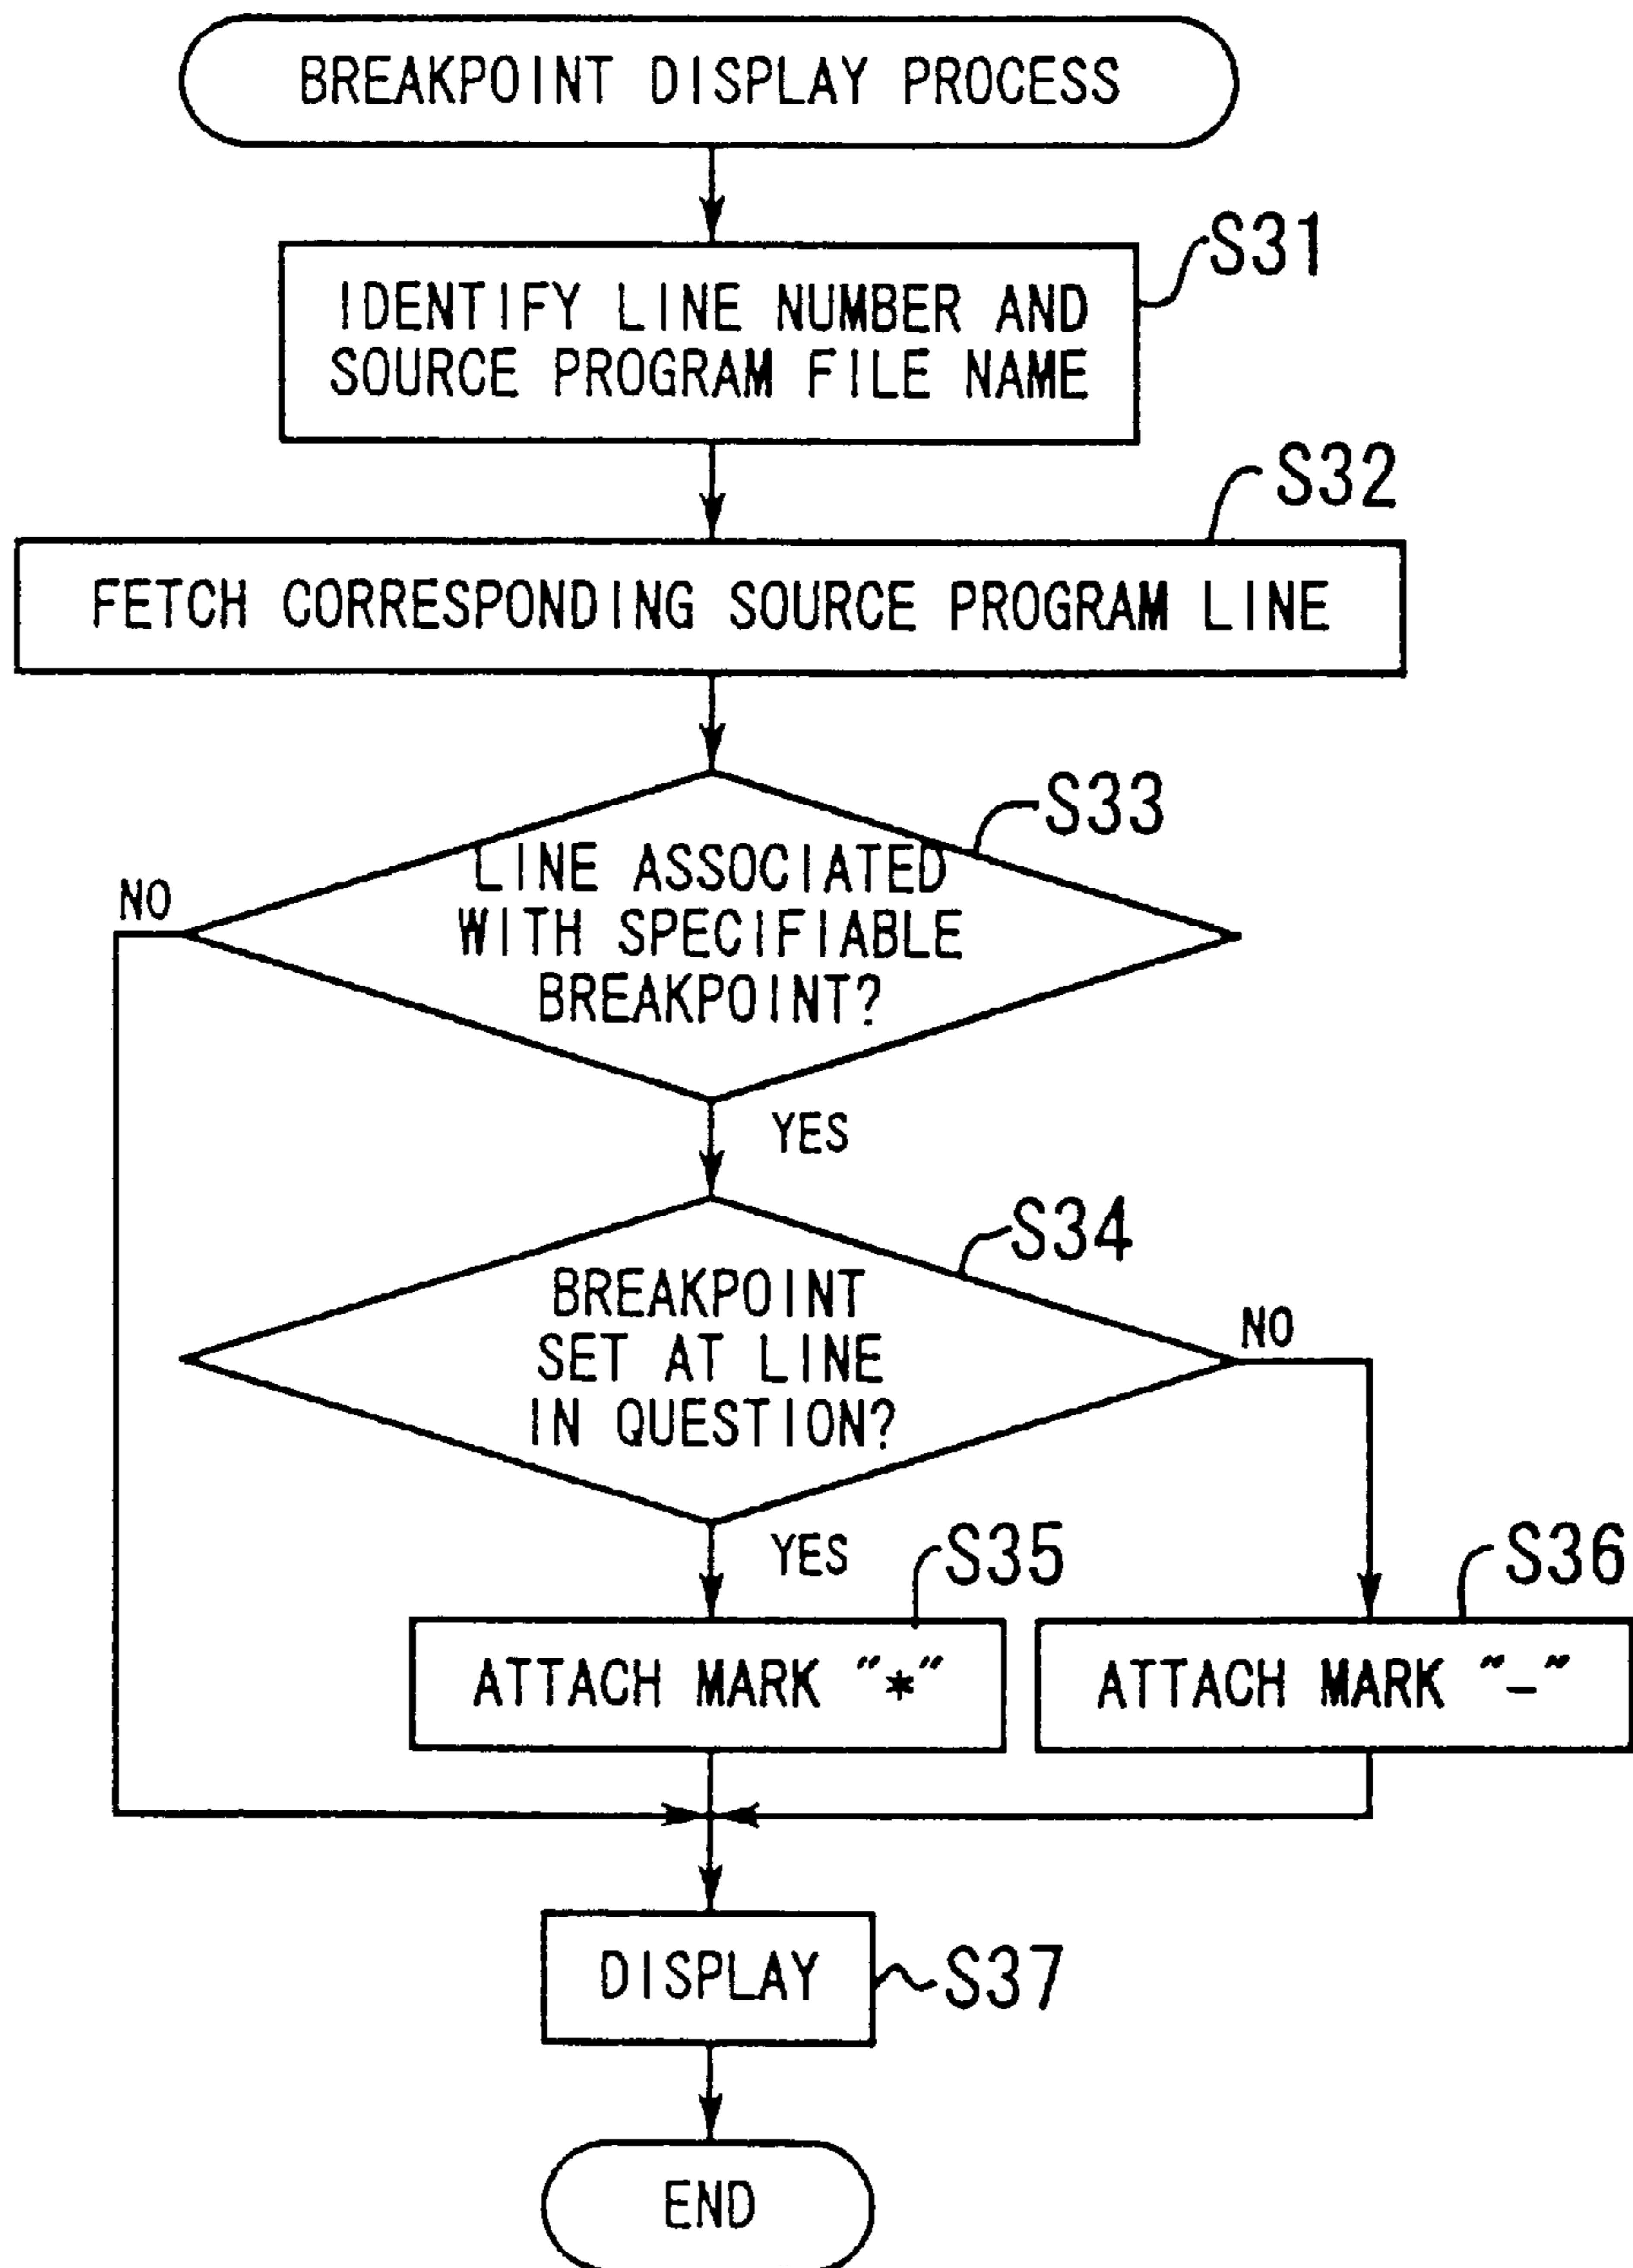 BREAKPOINT DISPLAY PROCESS
S31
IDENTIFY LINE NUMBER AND
SOURCE PROGRAM FILE NAME
S32
FETCH CORRESPONDING SOURCE PROGRAM LINE
S33
LINE ASSOCIATED
WITH SPECIFIABLE
BREAKPOINT?
NO
YES
S34
BREAKPOINT
SET AT LINE
IN QUESTION?
NO
YES
S35
ATTACH MARK "*"
S36
ATTACH MARK "-"
DISPLAY
S37
END